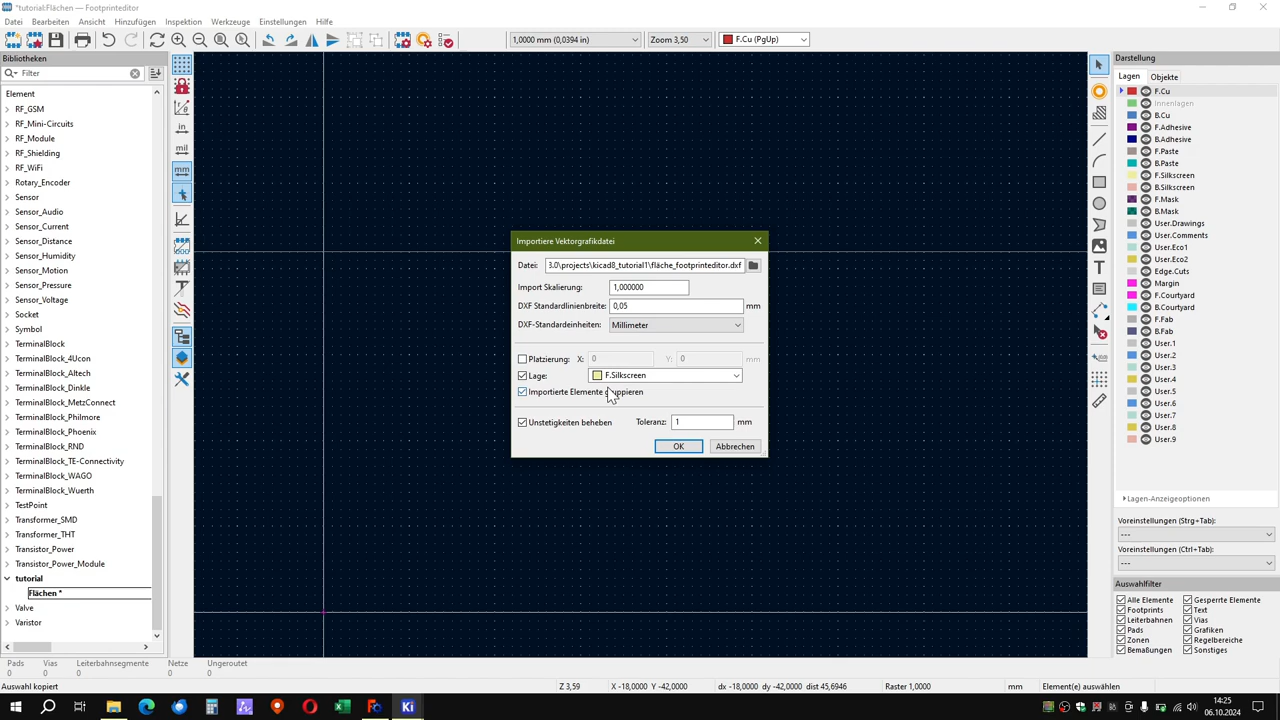 *tutorial:Flächen — Footprinteditor
Datei Bearbeiten Ansicht Hinzufügen Inspektion Werkzeuge Einstellungen Hilfe
1,0000 mm (0,0394 in) Zoom 3,50 F.Cu (PgUp)
Bibliotheken
Filter
Element
RF_GSM
RF_Mini-Circuits
RF_Module
RF_Shielding
RF_WiFi
Rotary_Encoder
Sensor
Sensor_Audio
Sensor_Current
Sensor_Distance
Sensor_Humidity
Sensor_Motion
Sensor_Pressure
Sensor_Voltage
Socket
Symbol
TerminalBlock
TerminalBlock_4Ucon
TerminalBlock_Altech
TerminalBlock_Dinkle
TerminalBlock_MetzConnect
TerminalBlock_Philmore
TerminalBlock_Phoenix
TerminalBlock_RND
TerminalBlock_TE-Connectivity
TerminalBlock_WAGO
TerminalBlock_Wuerth
TestPoint
Transformer_SMD
Transformer_THT
Transistor_Power
Transistor_Power_Module
tutorial
Flächen *
Valve
Varistor
in
mil
mm
Importiere Vektorgrafikdatei
Datei: 3.0\projects\kicad8_tutorial1\fläche_footprinteditor.dxf
Import Skalierung: 1,000000
DXF Standardlinienbreite: 0,05 mm
DXF-Standardeinheiten: Millimeter
Platzierung: X: 0 Y: 0 mm
Lage: F.Silkscreen
Importierte Elemente gruppieren
Unstetigkeiten beheben Toleranz: 1 mm
OK Abbrechen
Darstellung
Lagen Objekte
F.Cu
Innenlagen
B.Cu
F.Adhesive
B.Adhesive
F.Paste
B.Paste
F.Silkscreen
B.Silkscreen
F.Mask
B.Mask
User.Drawings
User.Comments
User.Eco1
User.Eco2
Edge.Cuts
Margin
F.Courtyard
B.Courtyard
F.Fab
B.Fab
User.1
User.2
User.3
User.4
User.5
User.6
User.7
User.8
User.9
Lagen-Anzeigeoptionen
Voreinstellungen (Strg+Tab):
---
Voreinstellungen (Ctrl+Tab):
---
Auswahlfilter
Alle Elemente Gesperrte Elemente
Footprints Text
Leiterbahnen Vias
Pads Grafiken
Zonen Regelbereiche
Bemaßungen Sonstiges
Pads Vias Leiterbahnsegmente Netze Ungeroutet
0 0 0 0 0
Auswahl kopiert Z 3,59 X -18,0000 Y -42,0000 dx -18,0000 dy -42,0000 dist 45,6946 Raster 1,0000 mm Element(e) auswählen
Ki
14:25
06.10.2024